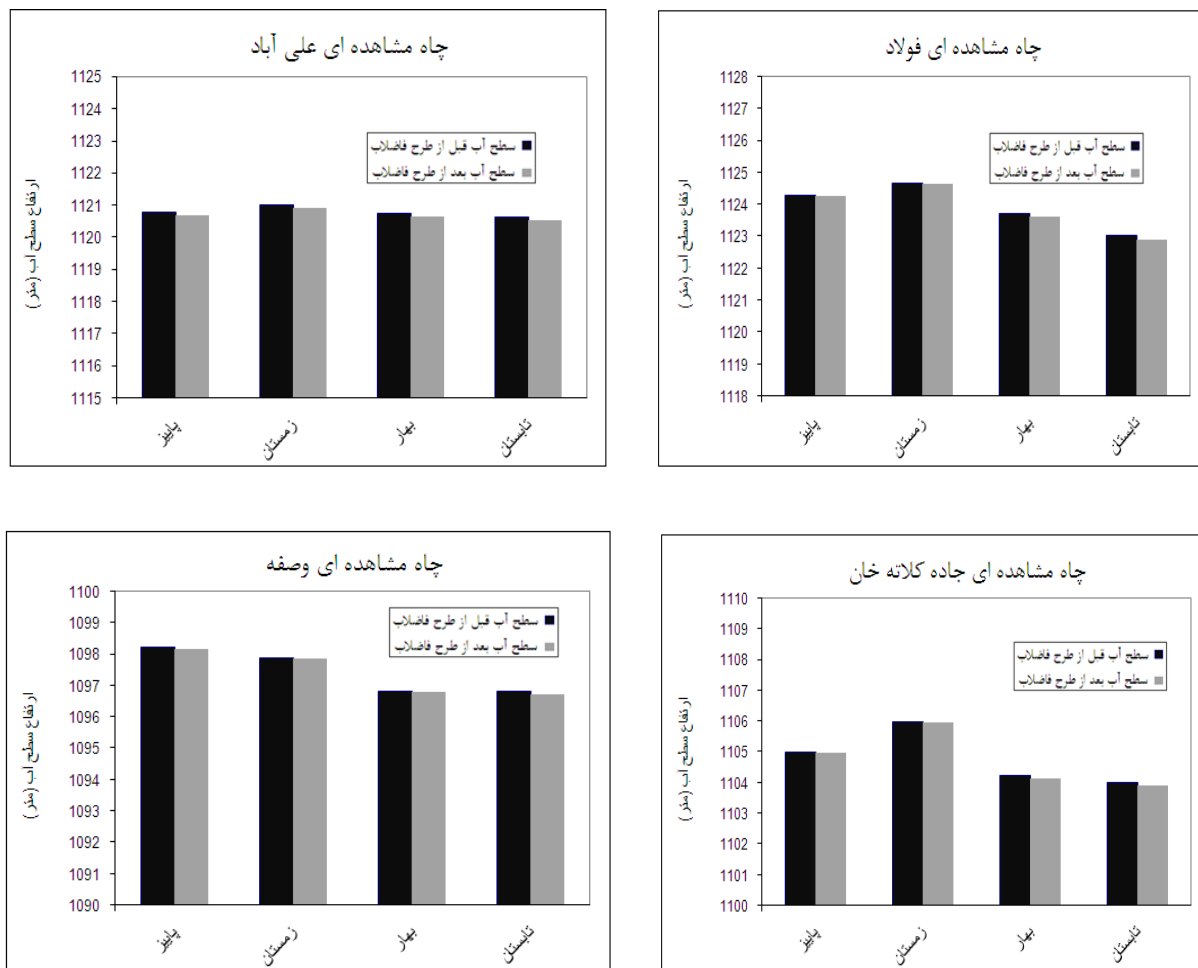 چاه مشاهده ای علی آباد
ارتفاع سطح آب (متر)
1125
1124
1123
1122
1121
1120
1119
1118
1117
1116
1115
سطح آب قبل از طرح فاضلاب
سطح آب بعد از طرح فاضلاب
پاییز
زمستان
بهار
تابستان
چاه مشاهده ای فولاد
ارتفاع سطح آب (متر)
1128
1127
1126
1125
1124
1123
1122
1121
1120
1119
1118
سطح آب قبل از طرح فاضلاب
سطح آب بعد از طرح فاضلاب
پاییز
زمستان
بهار
تابستان
چاه مشاهده ای وصفه
ارتفاع سطح آب (متر)
1100
1099
1098
1097
1096
1095
1094
1093
1092
1091
1090
سطح آب قبل از طرح فاضلاب
سطح آب بعد از طرح فاضلاب
پاییز
زمستان
بهار
تابستان
چاه مشاهده ای جاده کلاته خان
ارتفاع سطح آب (متر)
1110
1109
1108
1107
1106
1105
1104
1103
1102
1101
1100
سطح آب قبل از طرح فاضلاب
سطح آب بعد از طرح فاضلاب
پاییز
زمستان
بهار
تابستان